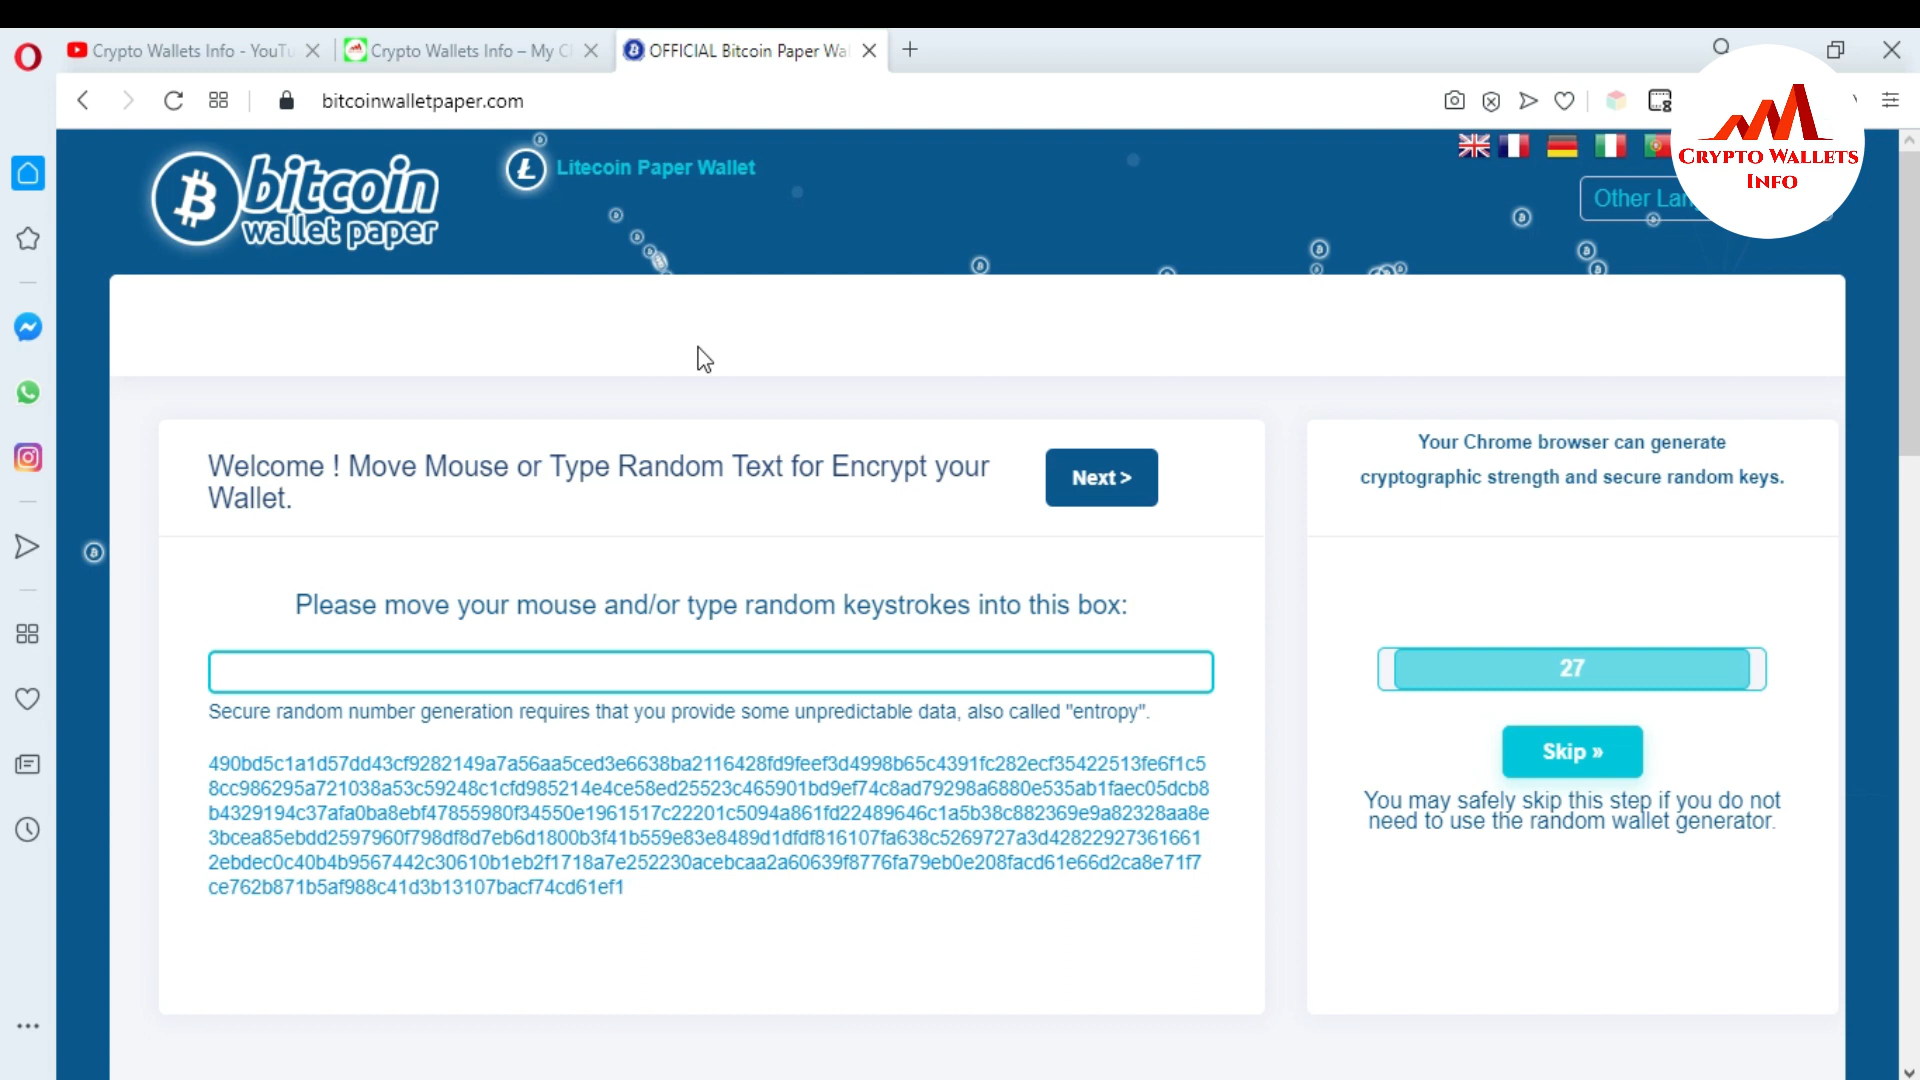 Crypto Wallets Info - YouTu
Crypto Wallets Info – My C
OFFICIAL Bitcoin Paper Wa
bitcoinwalletpaper.com
CRYPTO WALLETS
INFO
bitcoin
wallet paper
Litecoin Paper Wallet
Other Lan
Welcome ! Move Mouse or Type Random Text for Encrypt your
Wallet.
Next >
Your Chrome browser can generate
cryptographic strength and secure random keys.
Please move your mouse and/or type random keystrokes into this box:
Secure random number generation requires that you provide some unpredictable data, also called "entropy".
27
Skip »
You may safely skip this step if you do not
need to use the random wallet generator.
490bd5c1a1d57dd43cf9282149a7a56aa5ced3e6638ba2116428fd9feef3d4998b65c4391fc282ecf35422513fe6f1c5
8cc986295a721038a53c59248c1cfd985214e4ce58ed25523c465901bd9ef74c8ad79298a6880e535ab1faec05dcb8
b4329194c37afa0ba8ebf47855980f34550e1961517c22201c5094a861fd22489646c1a5b38c882369e9a82328aa8e
3bcea85ebdd2597960f798df8d7eb6d1800b3f41b559e83e8489d1dfdf816107fa638c5269727a3d42822927361661
2ebdec0c40b4b9567442c30610b1eb2f1718a7e252230acebcaa2a60639f8776fa79eb0e208facd61e66d2ca8e71f7
ce762b871b5af988c41d3b13107bacf74cd61ef1